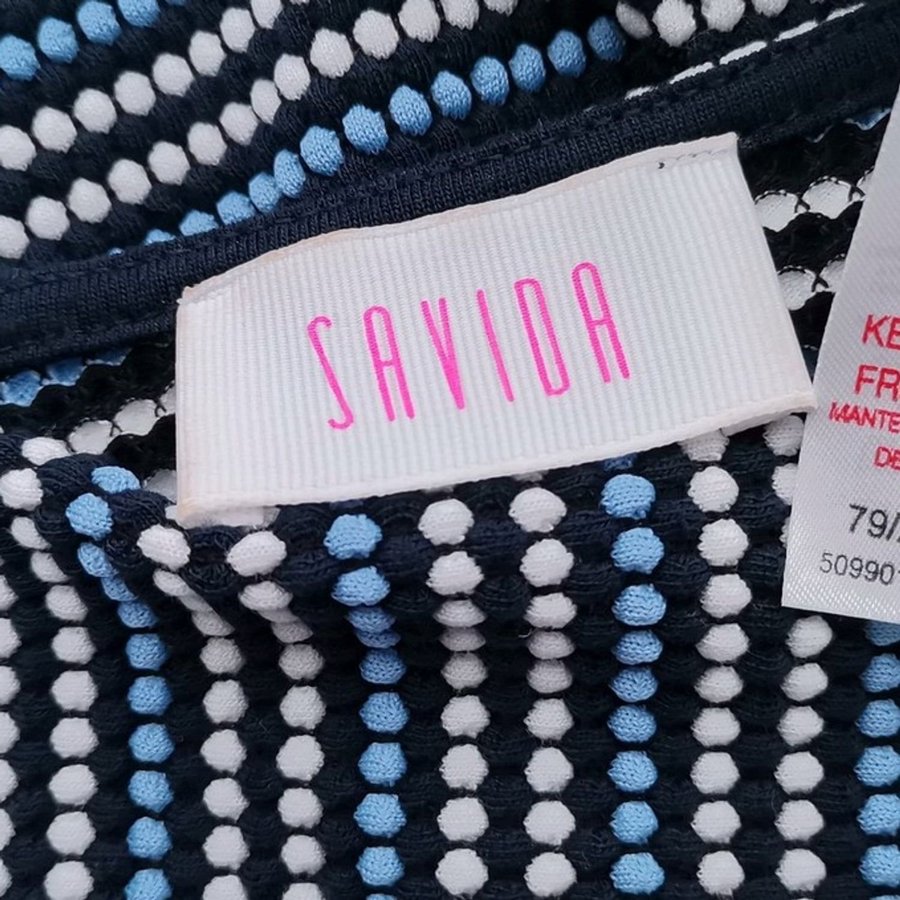 SAVIDA
KE
FR
MANTE
DE
79/
50990